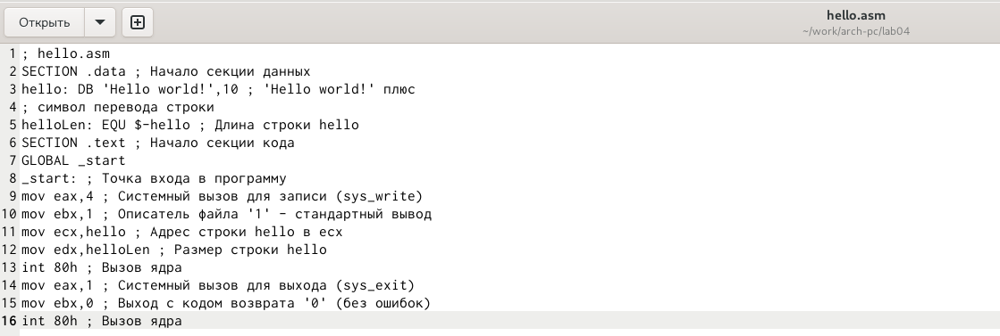 Открыть
hello.asm
~/work/arch-pc/lab04
1 ; hello.asm
2 SECTION .data ; Начало секции данных
3 hello: DB 'Hello world!',10 ; 'Hello world!' плюс
4 ; символ перевода строки
5 helloLen: EQU $-hello ; Длина строки hello
6 SECTION .text ; Начало секции кода
7 GLOBAL _start
8 _start: ; Точка входа в программу
9 mov eax,4 ; Системный вызов для записи (sys_write)
10 mov ebx,1 ; Описатель файла '1' - стандартный вывод
11 mov ecx,hello ; Адрес строки hello в ecx
12 mov edx,helloLen ; Размер строки hello
13 int 80h ; Вызов ядра
14 mov eax,1 ; Системный вызов для выхода (sys_exit)
15 mov ebx,0 ; Выход с кодом возврата '0' (без ошибок)
16 int 80h ; Вызов ядра